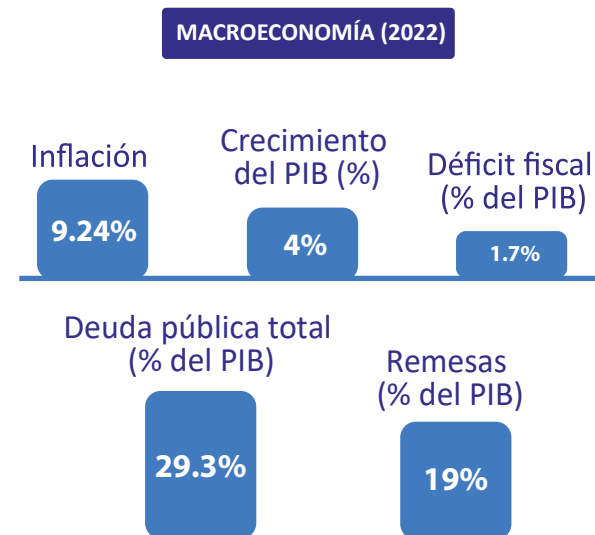 MACROECONOMÍA (2022)
Inflación
9.24%
Crecimiento
del PIB (%)
4%
Déficit fiscal
(% del PIB)
1.7%
Deuda pública total
(% del PIB)
29.3%
Remesas
(% del PIB)
19%